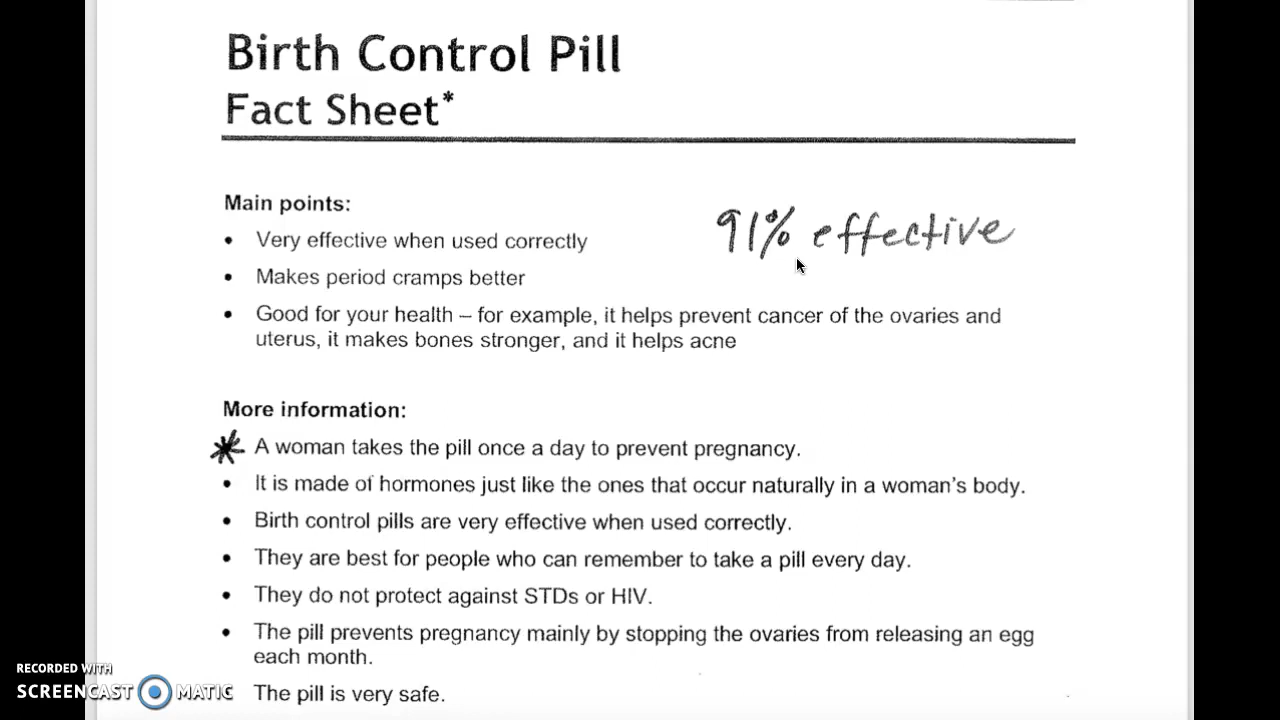 Birth Control Pill
Fact Sheet*
Main points:
• Very effective when used correctly
91% effective
• Makes period cramps better
• Good for your health – for example, it helps prevent cancer of the ovaries and
uterus, it makes bones stronger, and it helps acne
More information:
* A woman takes the pill once a day to prevent pregnancy.
• It is made of hormones just like the ones that occur naturally in a woman's body.
• Birth control pills are very effective when used correctly.
• They are best for people who can remember to take a pill every day.
• They do not protect against STDs or HIV.
• The pill prevents pregnancy mainly by stopping the ovaries from releasing an egg
each month.
The pill is very safe.
RECORDED WITH
SCREENCAST MATIC